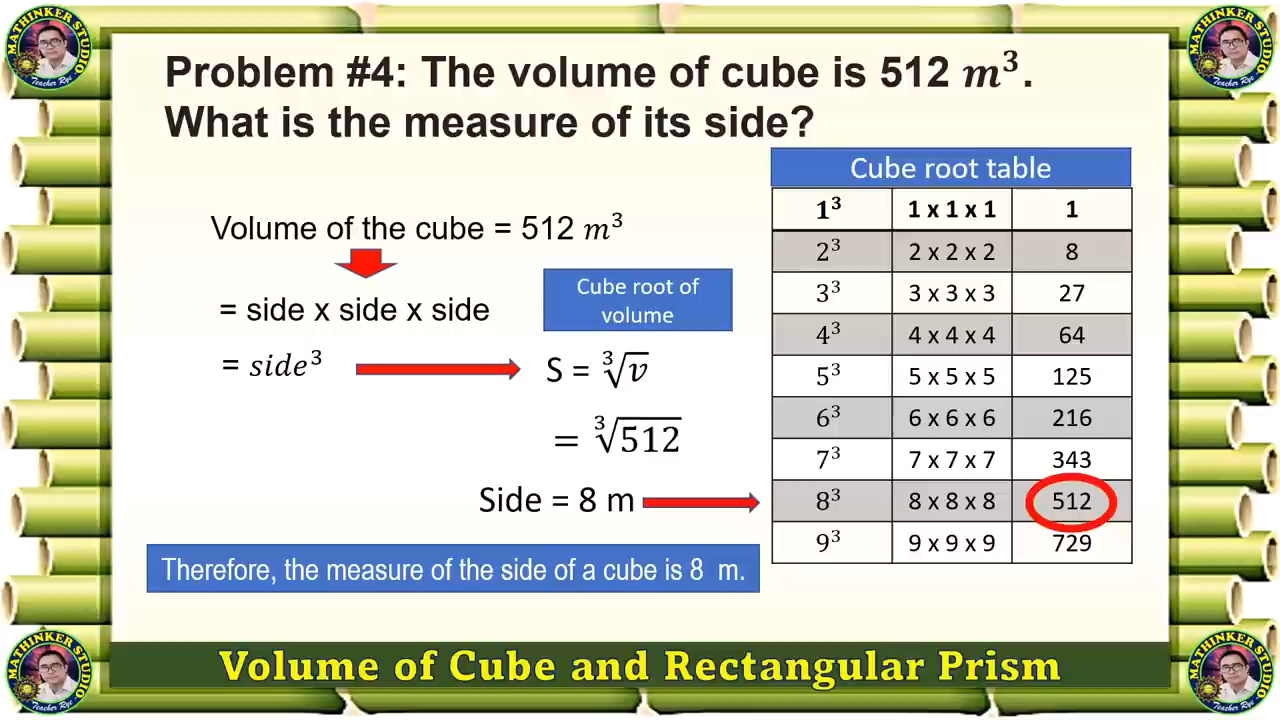 MATHINKER STUDIO
Teacher Rye
MATHINKER STUDIO
Teacher Rye
Problem #4: The volume of cube is 512 m³.
What is the measure of its side?
Volume of the cube = 512 m³
= side x side x side
= side³
Cube root of
volume
S = ∛v
= ∛512
Side = 8 m
Therefore, the measure of the side of a cube is 8 m.
Cube root table
1³ 1 x 1 x 1 1
2³ 2 x 2 x 2 8
3³ 3 x 3 x 3 27
4³ 4 x 4 x 4 64
5³ 5 x 5 x 5 125
6³ 6 x 6 x 6 216
7³ 7 x 7 x 7 343
8³ 8 x 8 x 8 512
9³ 9 x 9 x 9 729
MATHINKER STUDIO
Teacher Rye
Volume of Cube and Rectangular Prism
MATHINKER STUDIO
Teacher Rye